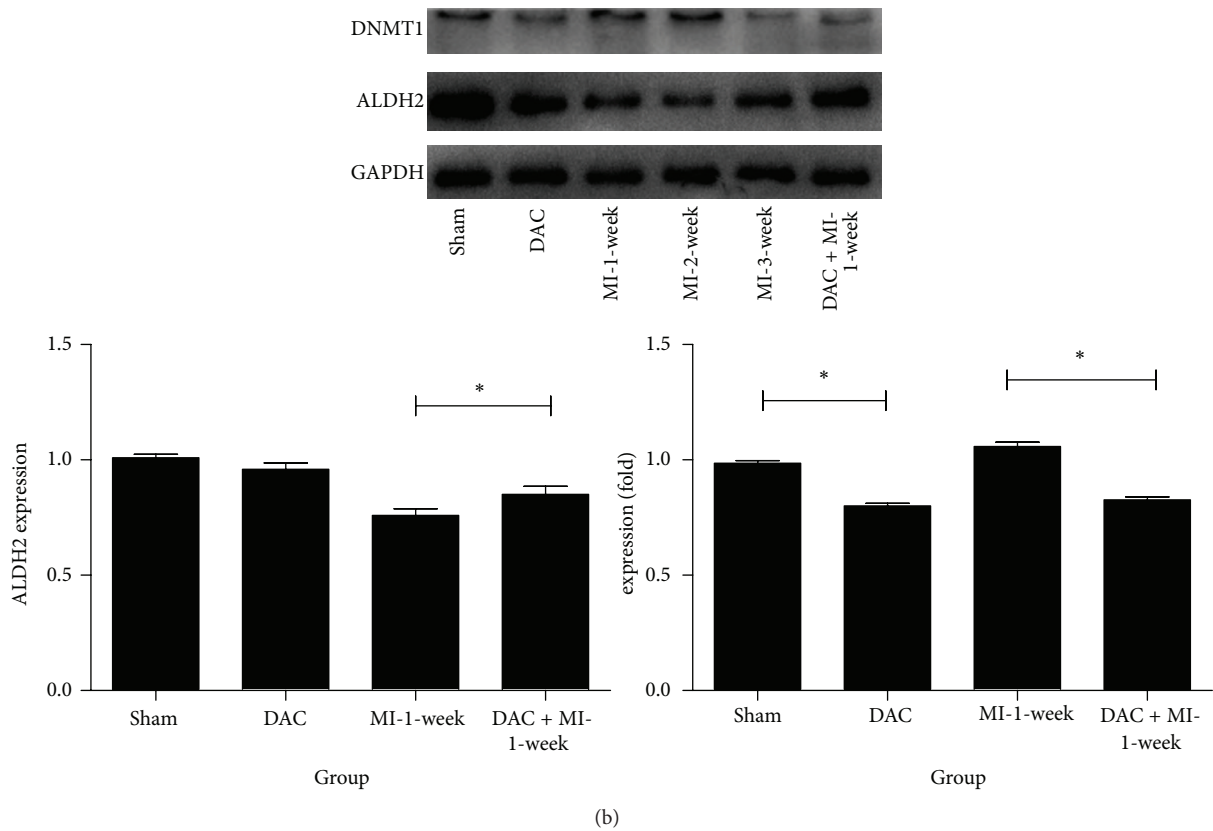 DNMT1
ALDH2
GAPDH
Sham
DAC
MI-1-week
MI-2-week
MI-3-week
DAC + MI-
1-week
1.5
1.0
0.5
0.0
ALDH2 expression
*
Sham
DAC
MI-1-week
DAC + MI-
1-week
Group
1.5
1.0
0.5
0.0
expression (fold)
*
*
Sham
DAC
MI-1-week
DAC + MI-
1-week
Group
(b)